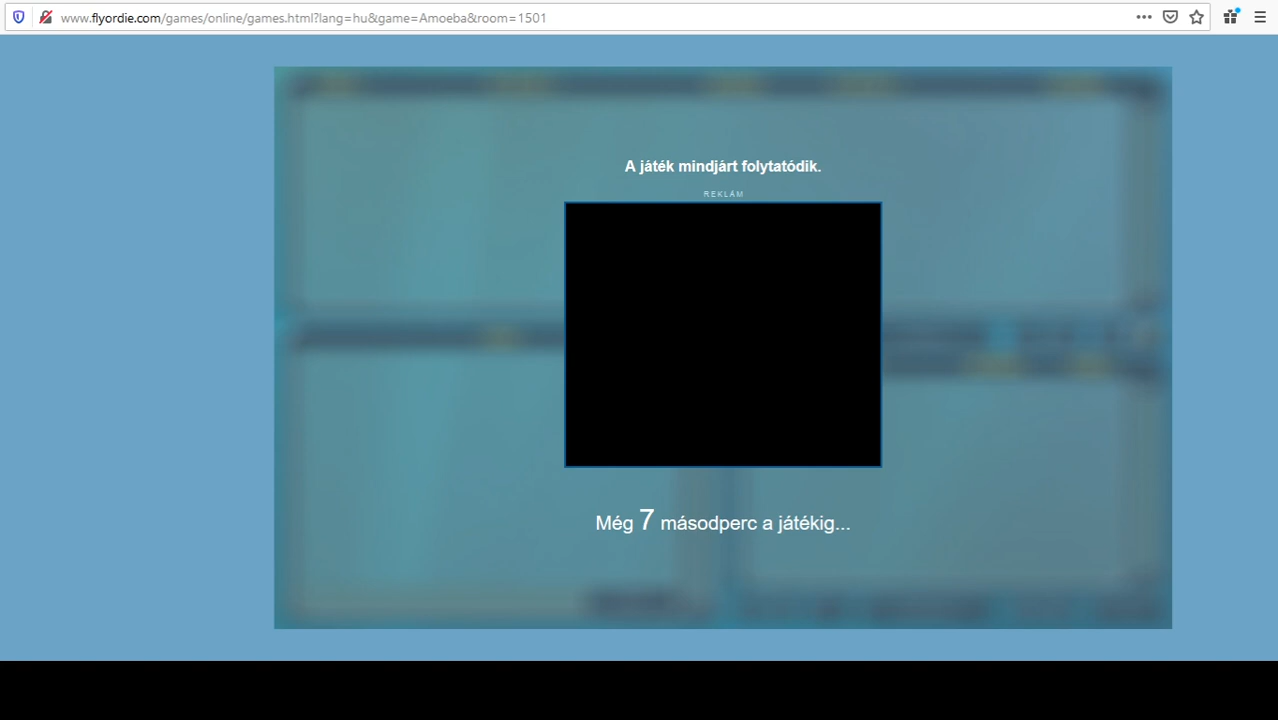 www.flyordie.com/games/online/games.html?lang=hu&game=Amoeba&room=1501
A játék mindjárt folytatódik.
REKLÁM
Még 7 másodperc a játékig...